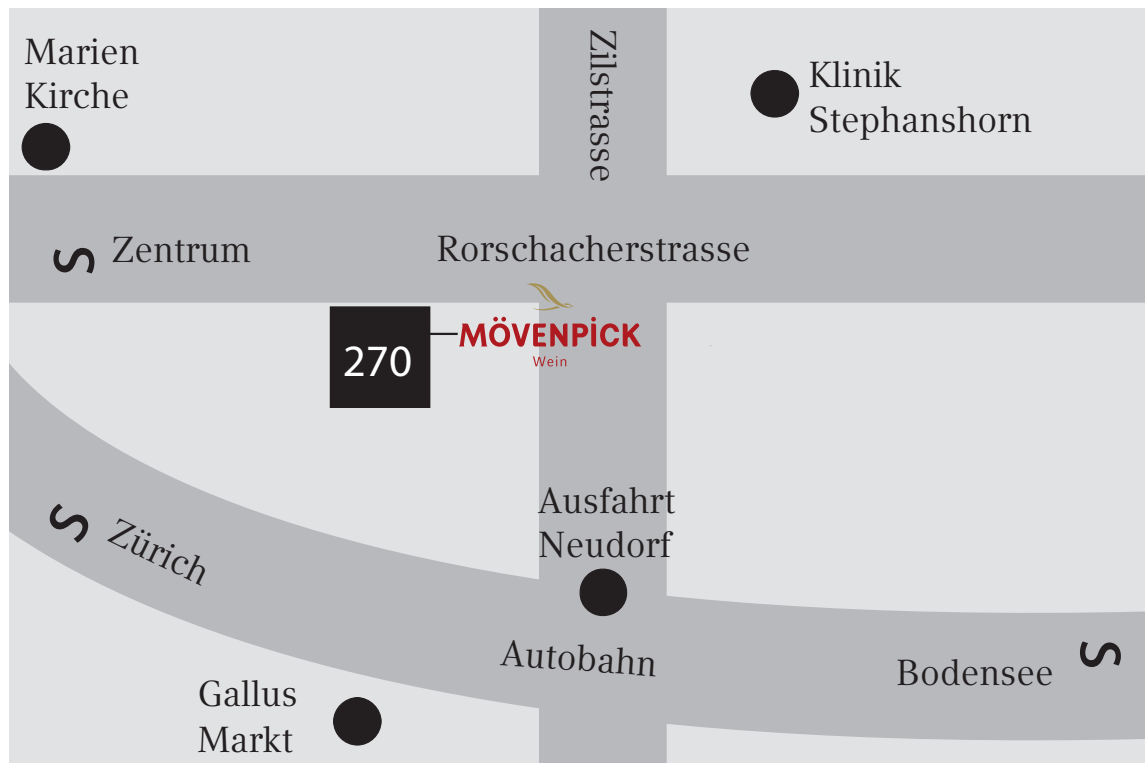 Marien
Kirche
Zilstrasse
Klinik
Stephanshorn
S Zentrum
Rorschacherstrasse
270
MÖVENPICK
Wein
Ausfahrt
Neudorf
S Zürich
Autobahn
Bodensee S
Gallus
Markt